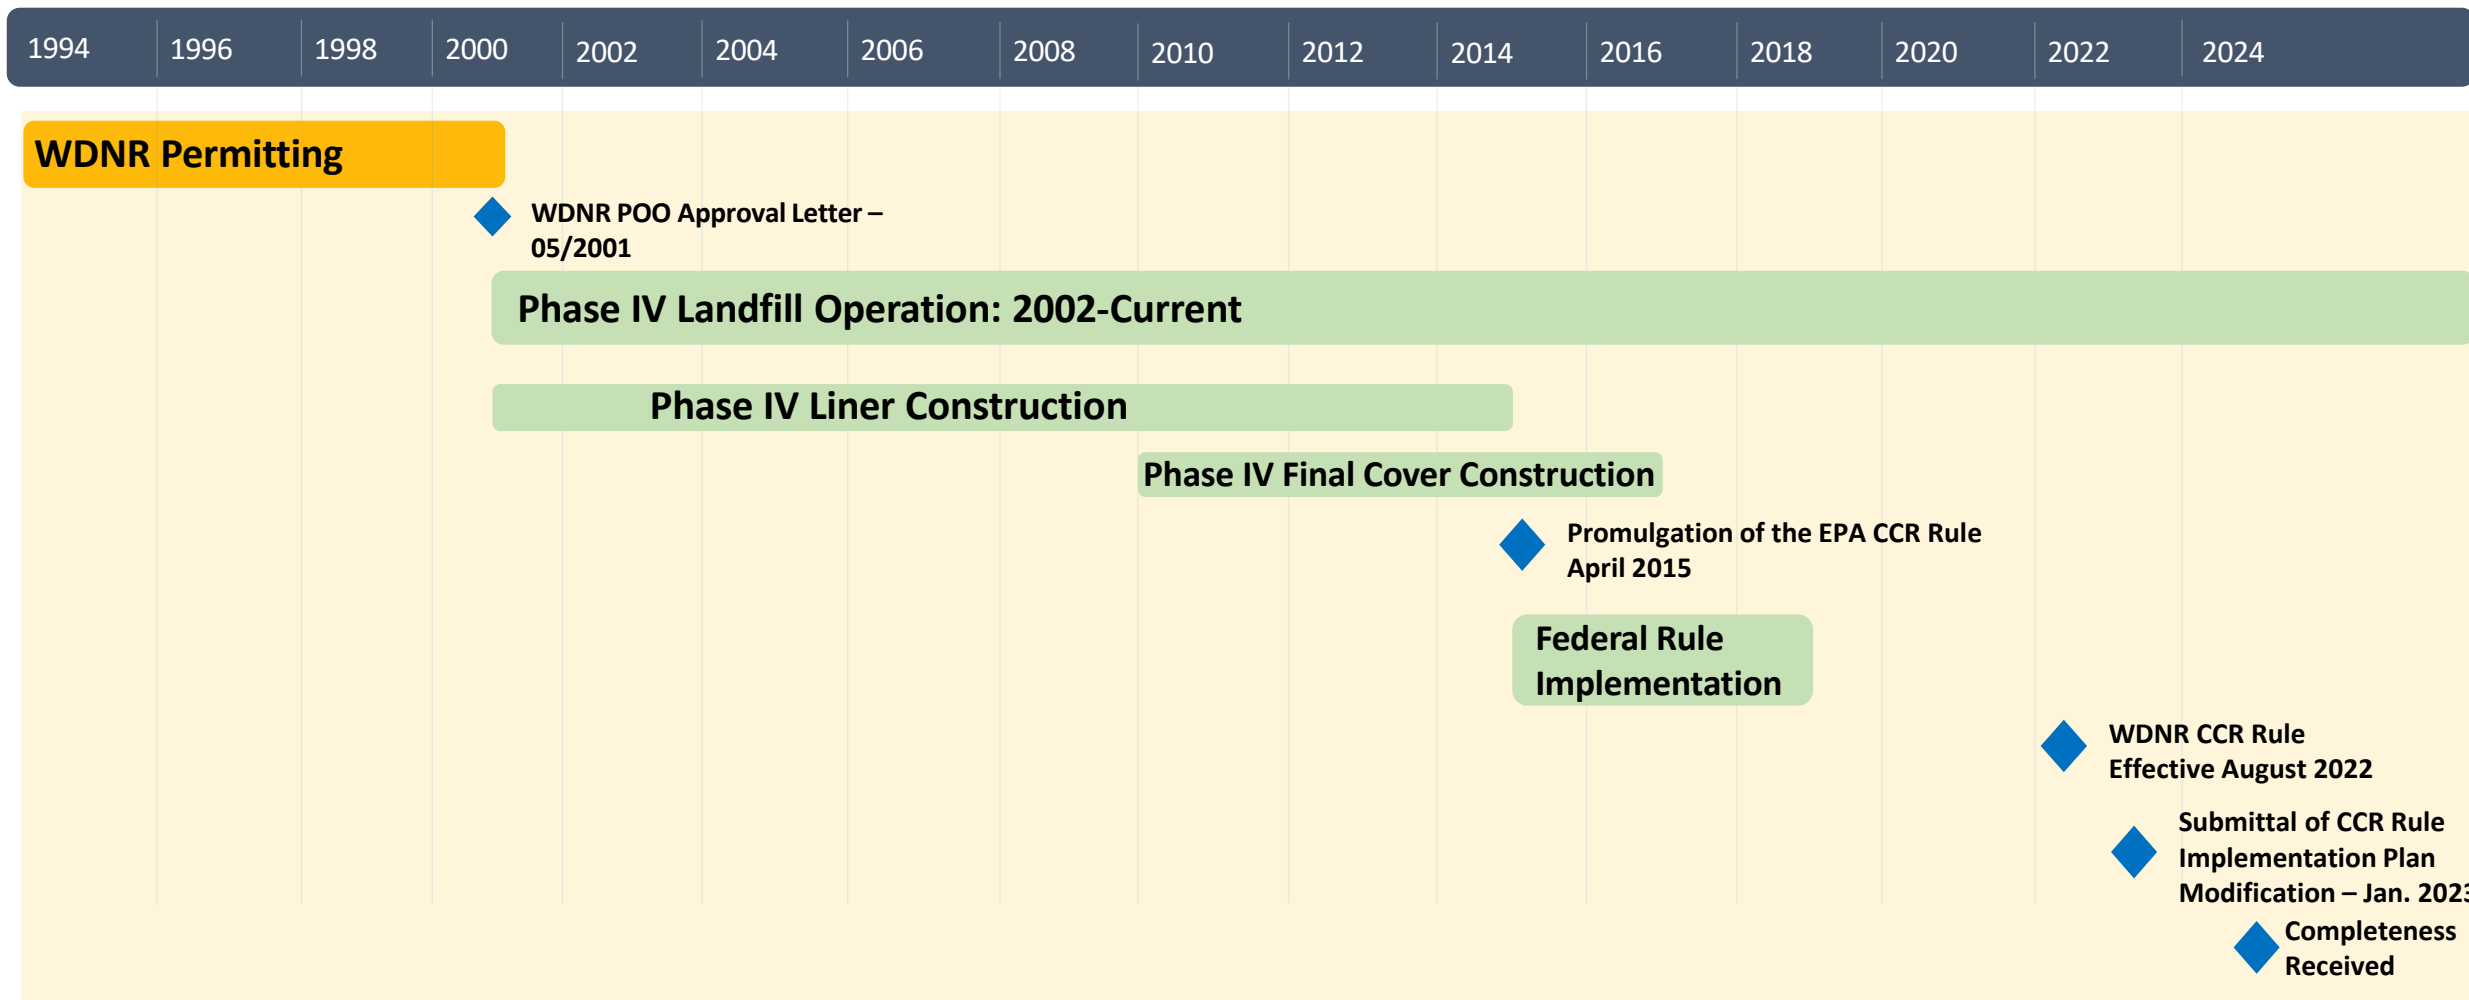 1994 1996 1998 2000 2002 2004 2006 2008 2010 2012 2014 2016 2018 2020 2022 2024
WDNR Permitting
WDNR POO Approval Letter –
05/2001
Phase IV Landfill Operation: 2002-Current
Phase IV Liner Construction
Phase IV Final Cover Construction
Promulgation of the EPA CCR Rule
April 2015
Federal Rule
Implementation
WDNR CCR Rule
Effective August 2022
Submittal of CCR Rule
Implementation Plan
Modification – Jan. 2023
Completeness
Received